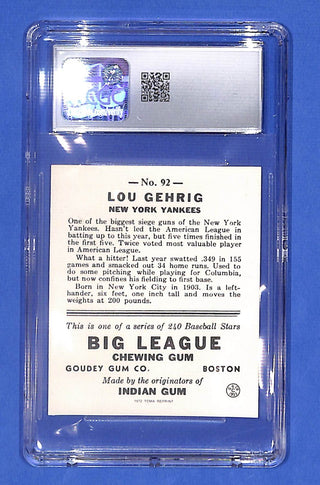 — No. 92 —
LOU GEHRIG
NEW YORK YANKEES
One of the biggest siege guns of the New York
Yankees. Hasn't led the American League in
batting up to this year, but five times finished in
the first five. Twice voted most valuable player
in American League.
What a hitter! Last year swatted .349 in 155
games and smacked out 34 home runs. Used to
do some pitching while playing for Columbia,
but now confines his fielding to first base.
Born in New York City in 1903. Is a left-
hander, six feet, one inch tall and moves the
weights at 200 pounds.
This is one of a series of 240 Baseball Stars
BIG LEAGUE
CHEWING GUM
GOUDEY GUM CO. BOSTON
Made by the originators of
INDIAN GUM
REPRINT